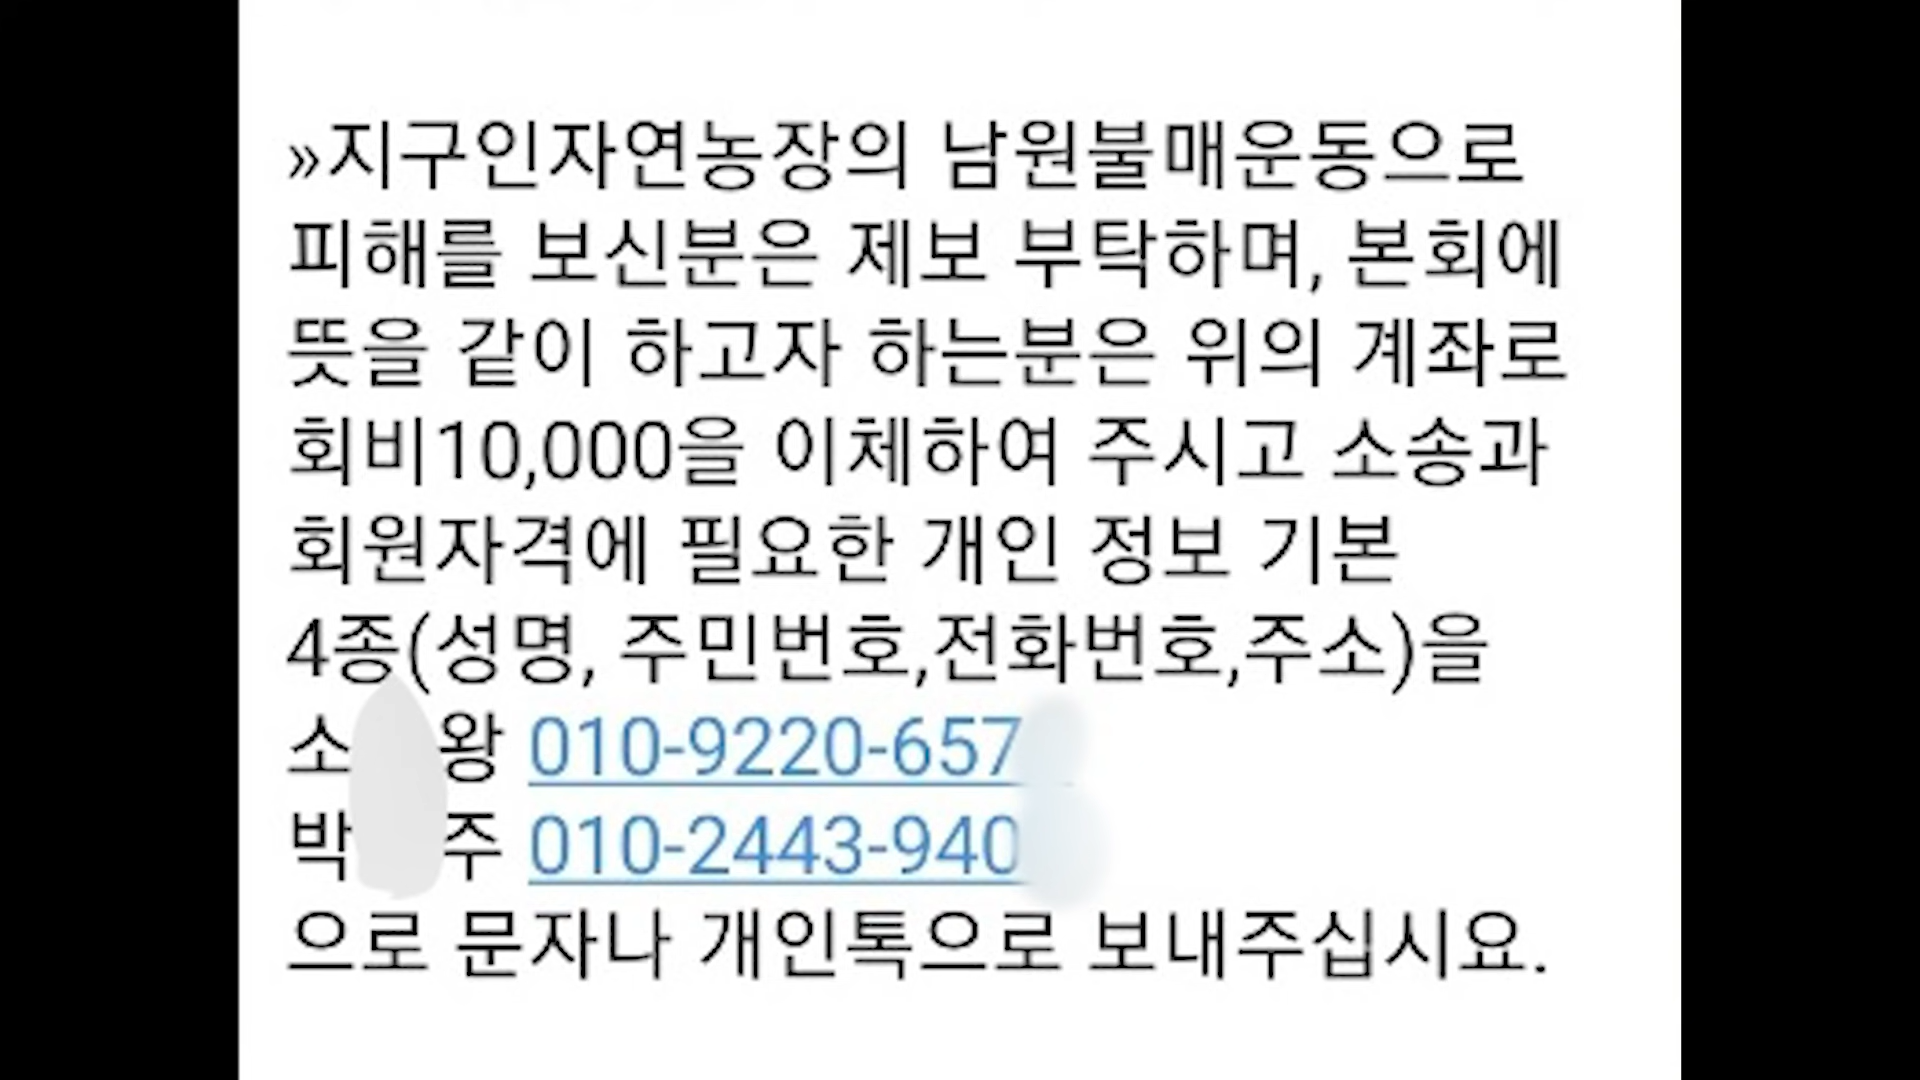 »지구인자연농장의 남원불매운동으로
피해를 보신분은 제보 부탁하며, 본회에
뜻을 같이 하고자 하는분은 위의 계좌로
회비10,000을 이체하여 주시고 소송과
회원자격에 필요한 개인 정보 기본
4종(성명, 주민번호,전화번호,주소)을
소 왕 010-9220-657
박 주 010-2443-940
으로 문자나 개인톡으로 보내주십시요.